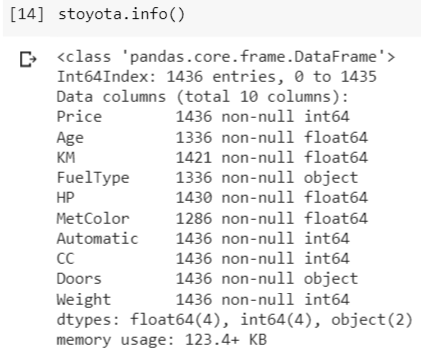 [14] stoyota.info()
<class 'pandas.core.frame.DataFrame'>
Int64Index: 1436 entries, 0 to 1435
Data columns (total 10 columns):
Price 1436 non-null int64
Age 1336 non-null float64
KM 1421 non-null float64
FuelType 1336 non-null object
HP 1430 non-null float64
MetColor 1286 non-null float64
Automatic 1436 non-null int64
CC 1436 non-null int64
Doors 1436 non-null object
Weight 1436 non-null int64
dtypes: float64(4), int64(4), object(2)
memory usage: 123.4+ KB